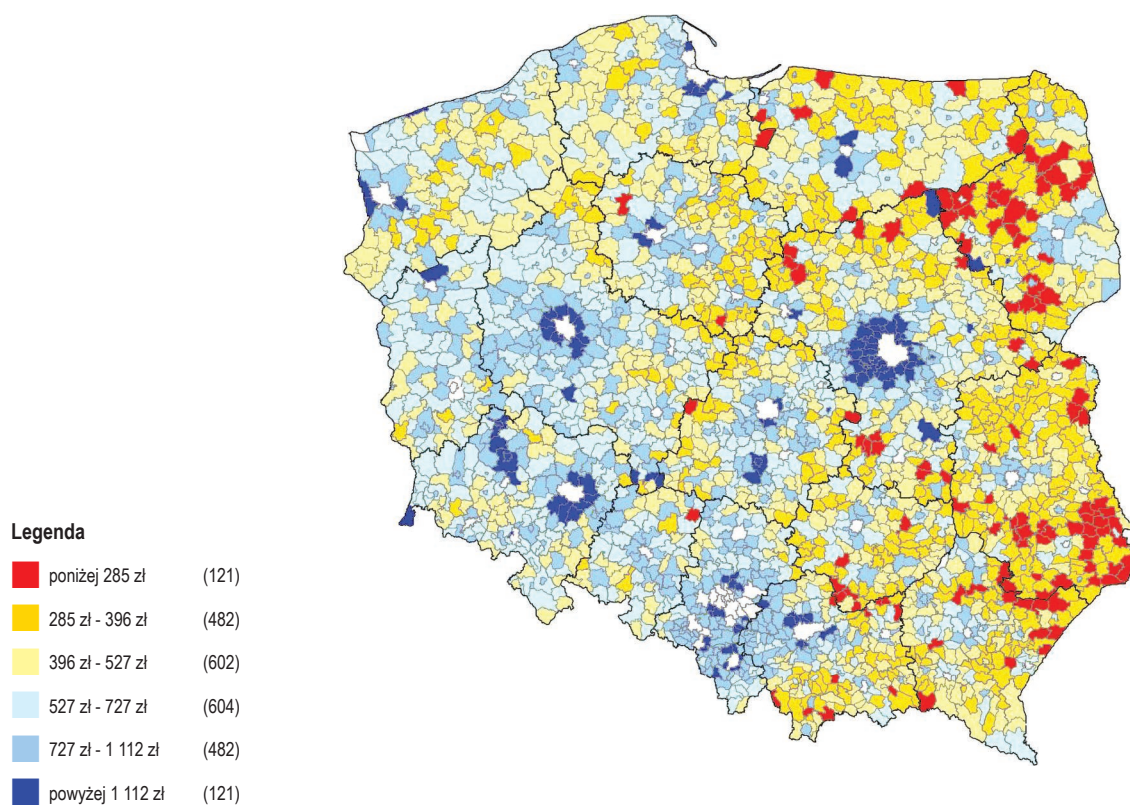 Legenda
poniżej 285 zł (121)
285 zł - 396 zł (482)
396 zł - 527 zł (602)
527 zł - 727 zł (604)
727 zł - 1 112 zł (482)
powyżej 1 112 zł (121)